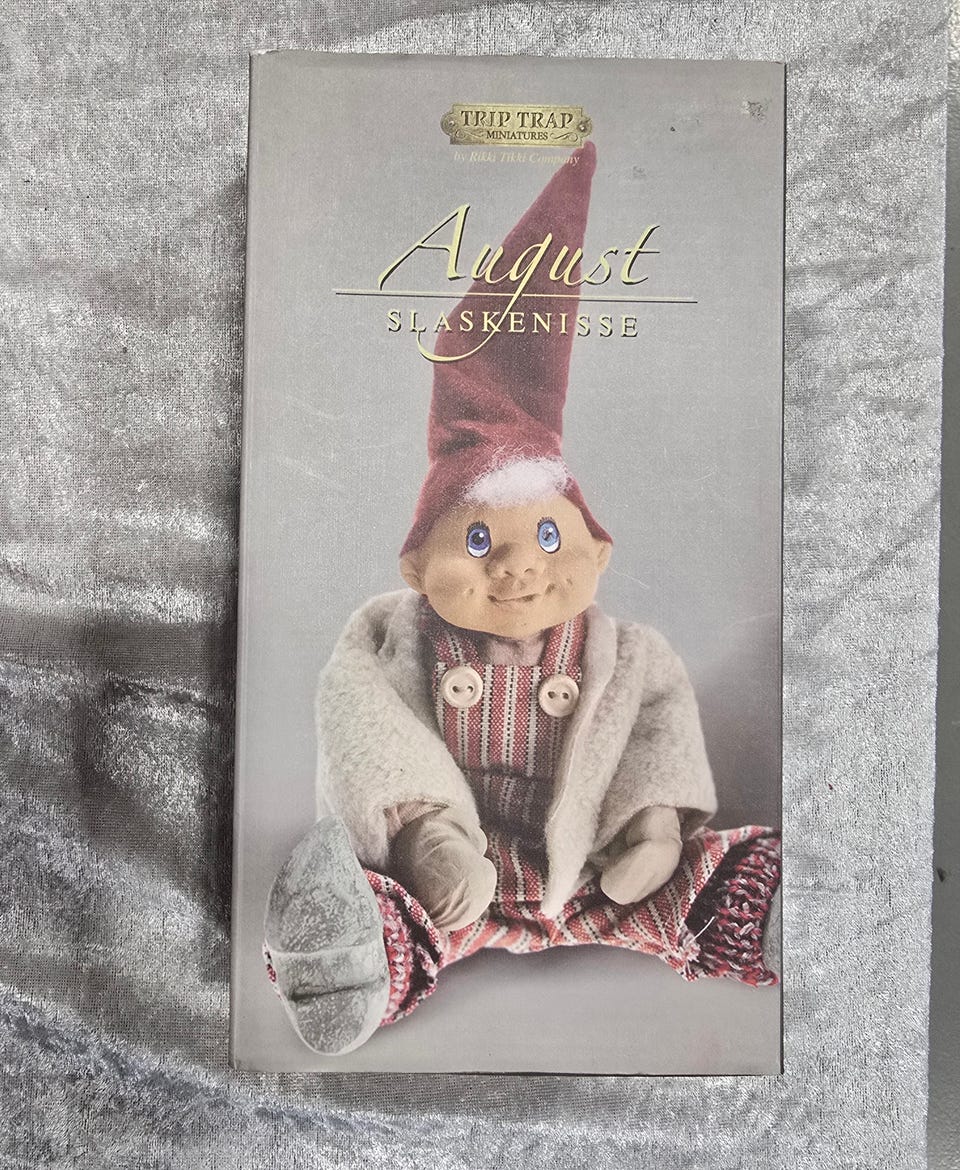 TRIP TRAP
MINIATURES
by Rikki Tikki Company
August
SLASKENISSE